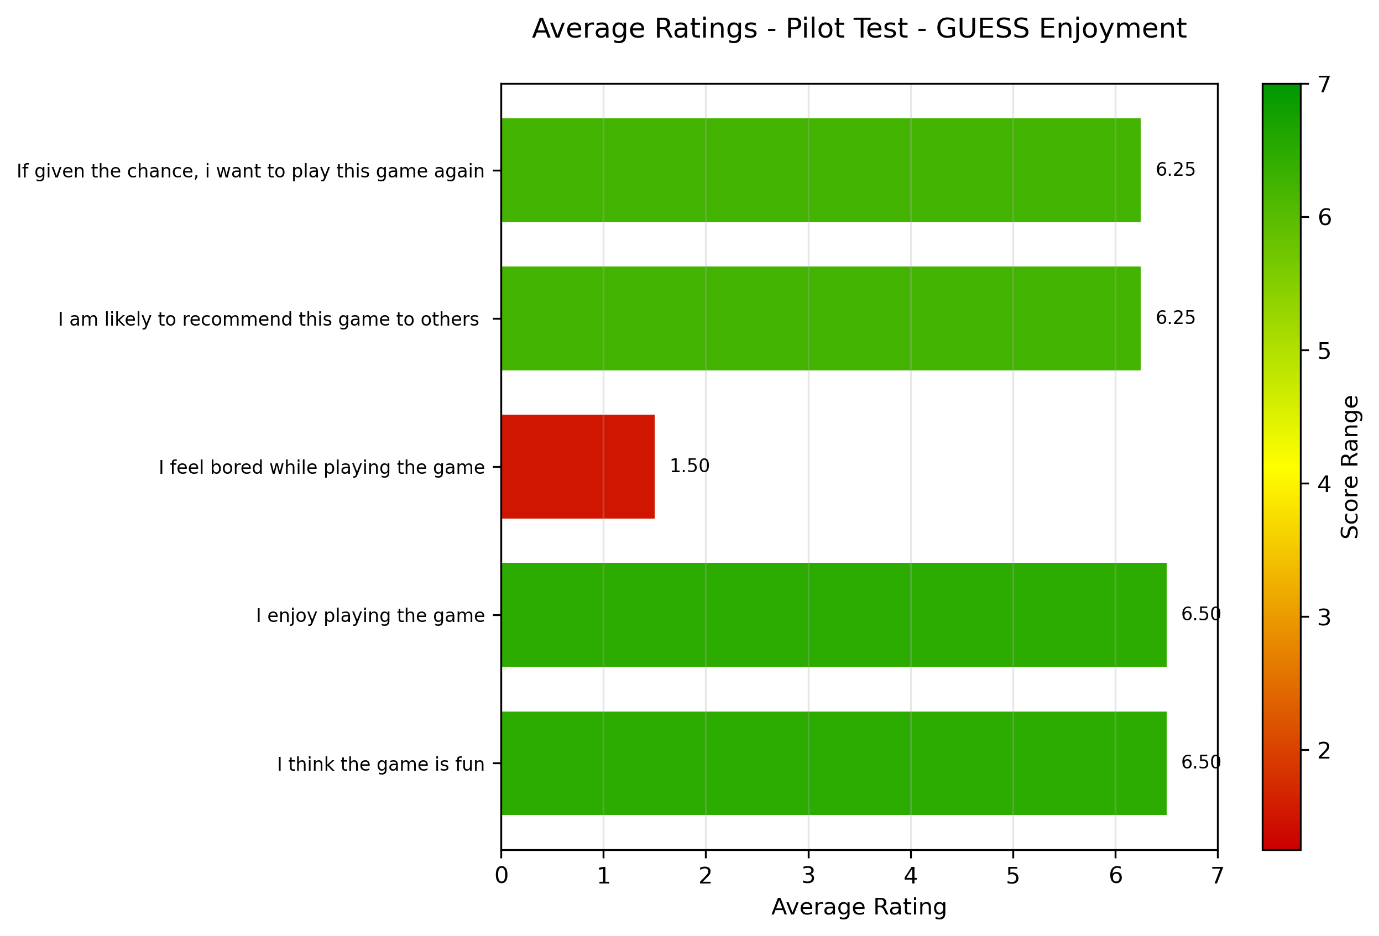 Average Ratings - Pilot Test - GUESS Enjoyment
If given the chance, i want to play this game again
6.25
I am likely to recommend this game to others
6.25
I feel bored while playing the game
1.50
I enjoy playing the game
6.50
I think the game is fun
6.50
0 1 2 3 4 5 6 7
Average Rating
7
6
5
4
3
2
Score Range